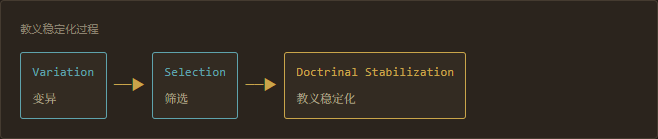 教义稳定化过程
Variation
变异
Selection
筛选
Doctrinal Stabilization
教义稳定化